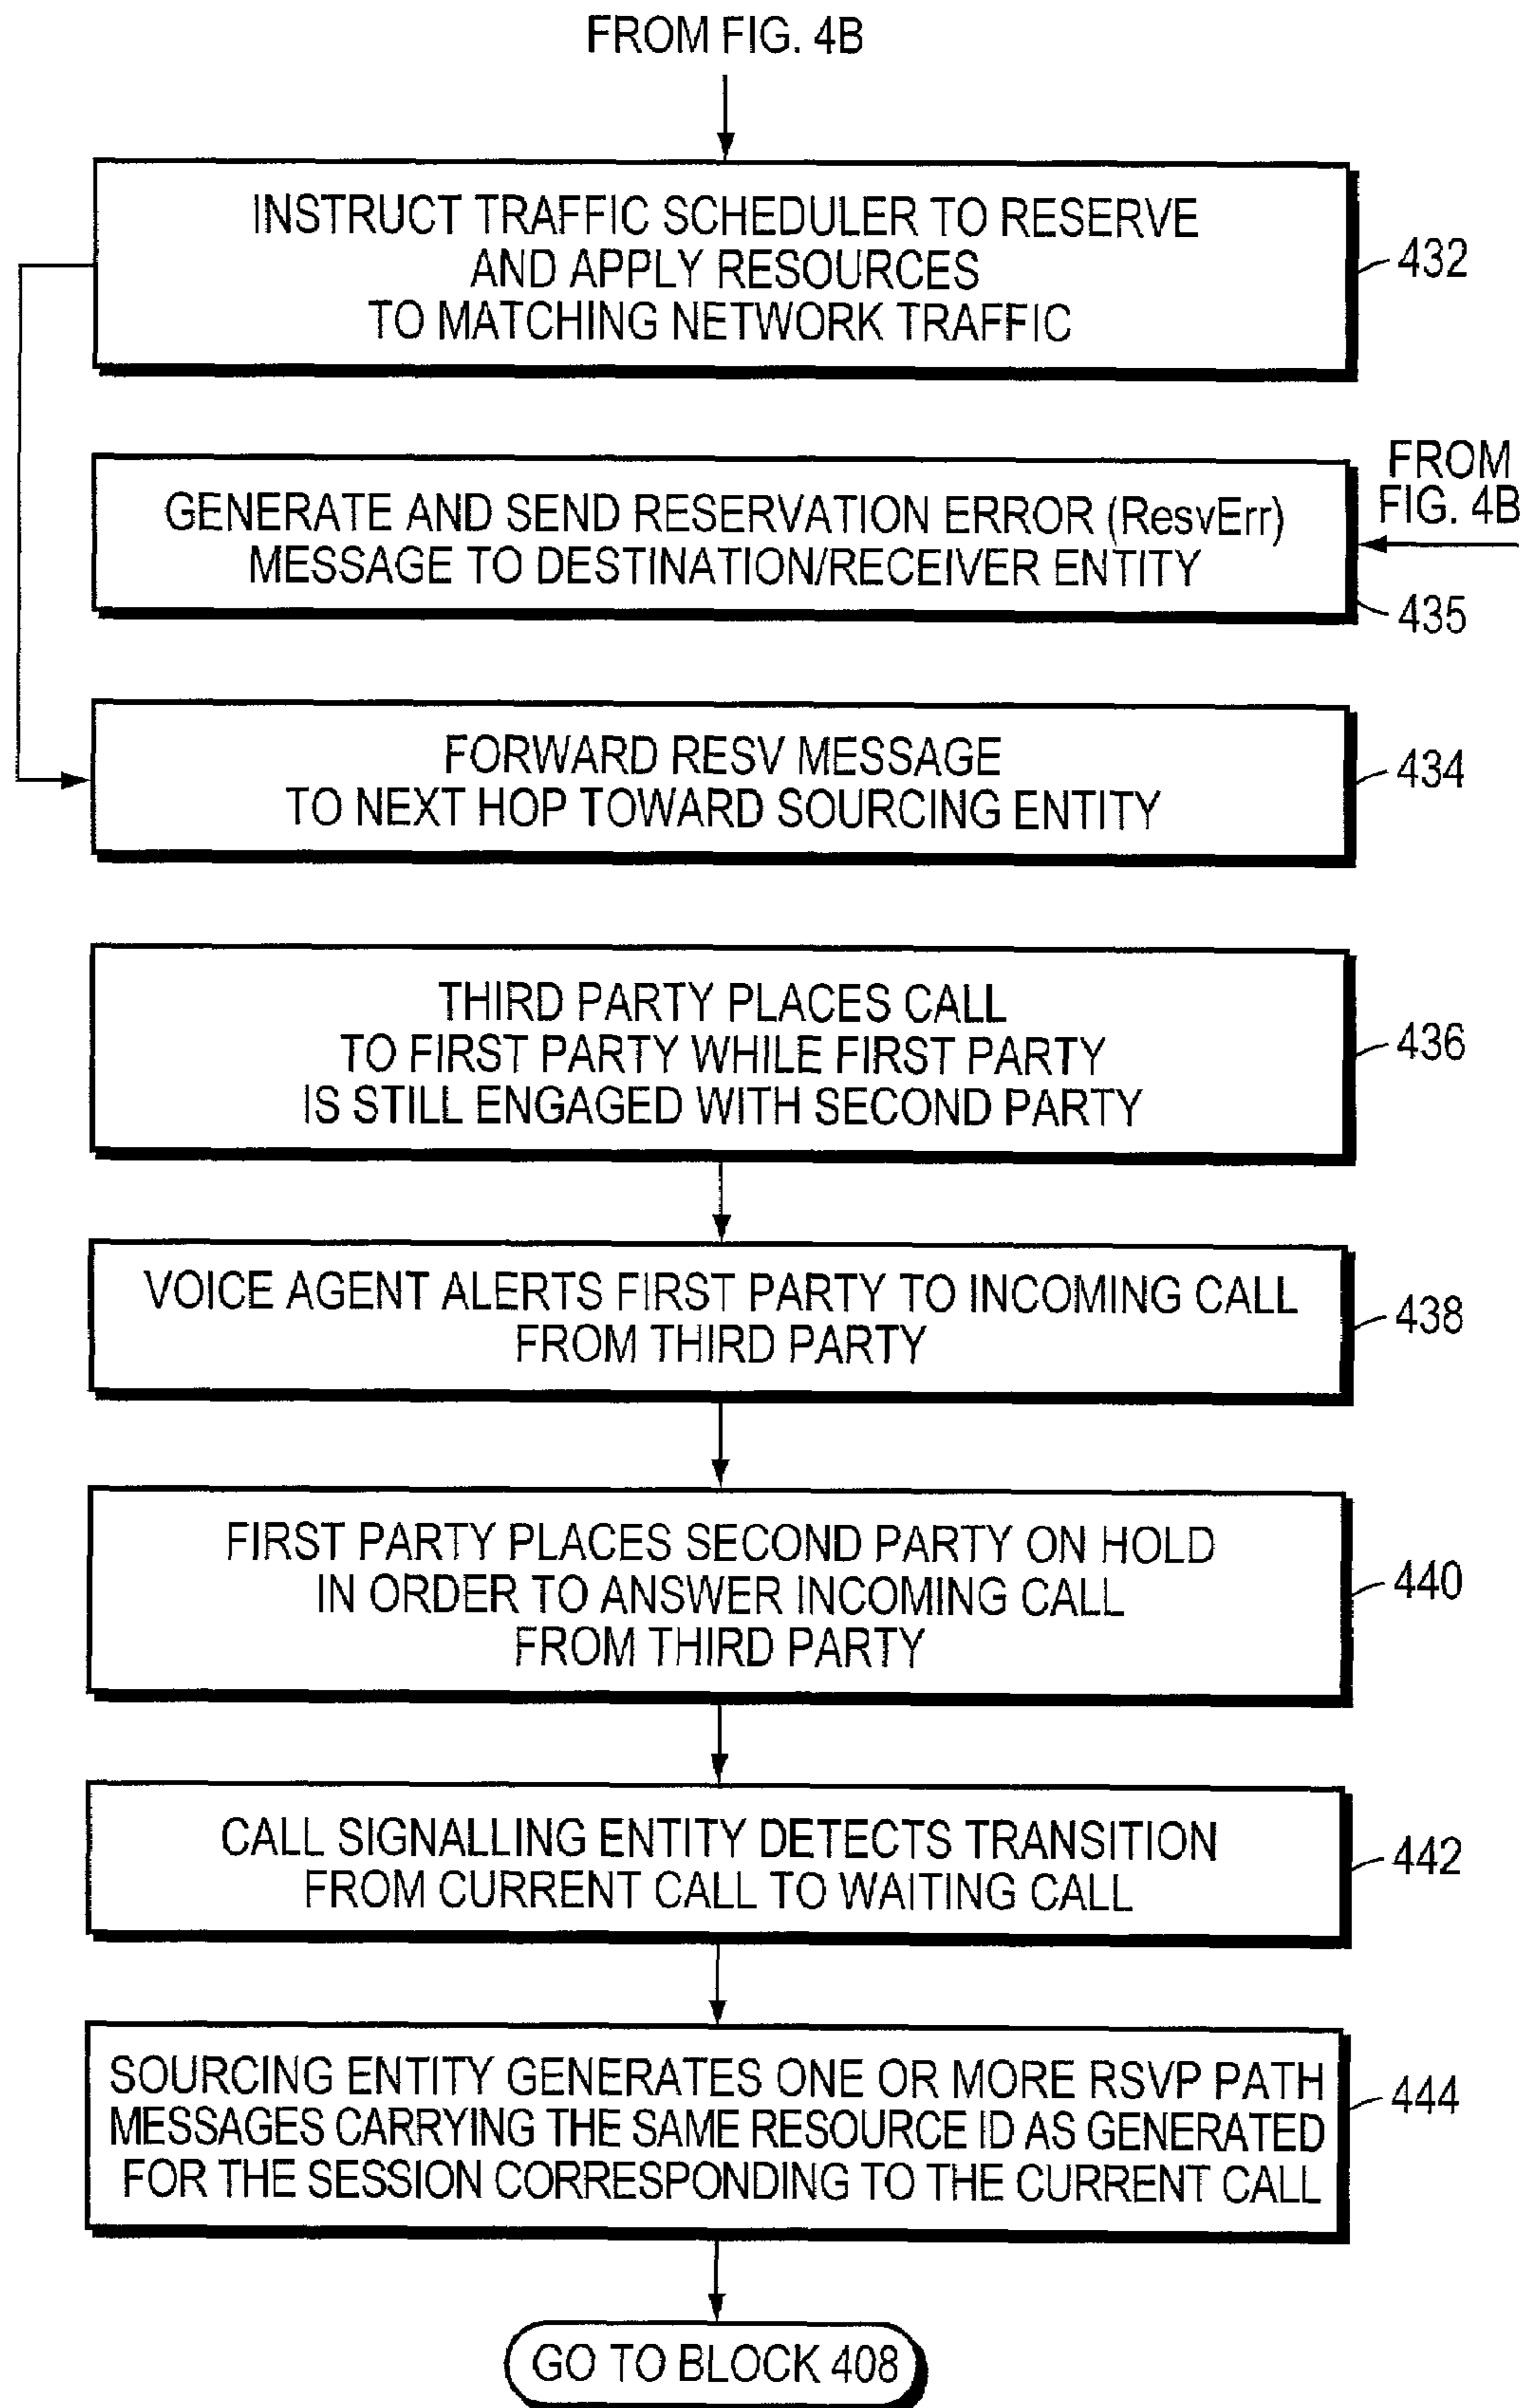 FROM FIG. 4B
INSTRUCT TRAFFIC SCHEDULER TO RESERVE
AND APPLY RESOURCES
TO MATCHING NETWORK TRAFFIC
432
FROM
FIG. 4B
GENERATE AND SEND RESERVATION ERROR (ResvErr)
MESSAGE TO DESTINATION/RECEIVER ENTITY
435
FORWARD RESV MESSAGE
TO NEXT HOP TOWARD SOURCING ENTITY
434
THIRD PARTY PLACES CALL
TO FIRST PARTY WHILE FIRST PARTY
IS STILL ENGAGED WITH SECOND PARTY
436
VOICE AGENT ALERTS FIRST PARTY TO INCOMING CALL
FROM THIRD PARTY
438
FIRST PARTY PLACES SECOND PARTY ON HOLD
IN ORDER TO ANSWER INCOMING CALL
FROM THIRD PARTY
440
CALL SIGNALLING ENTITY DETECTS TRANSITION
FROM CURRENT CALL TO WAITING CALL
442
SOURCING ENTITY GENERATES ONE OR MORE RSVP PATH
MESSAGES CARRYING THE SAME RESOURCE ID AS GENERATED
FOR THE SESSION CORRESPONDING TO THE CURRENT CALL
444
GO TO BLOCK 408